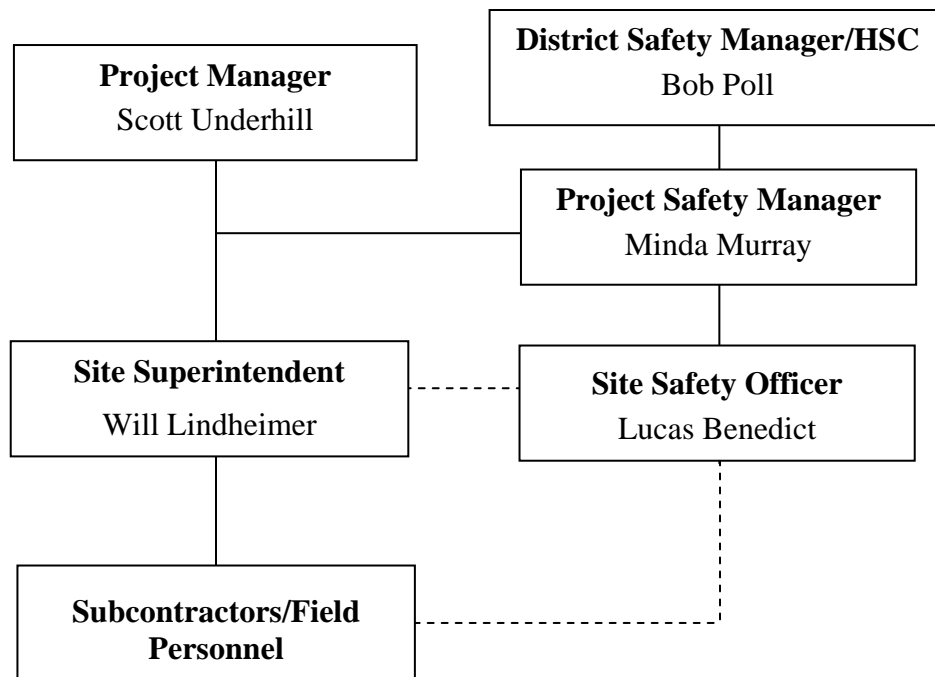 District Safety Manager/HSC
Bob Poll
Project Manager
Scott Underhill
Project Safety Manager
Minda Murray
Site Superintendent
Will Lindheimer
Site Safety Officer
Lucas Benedict
Subcontractors/Field
Personnel